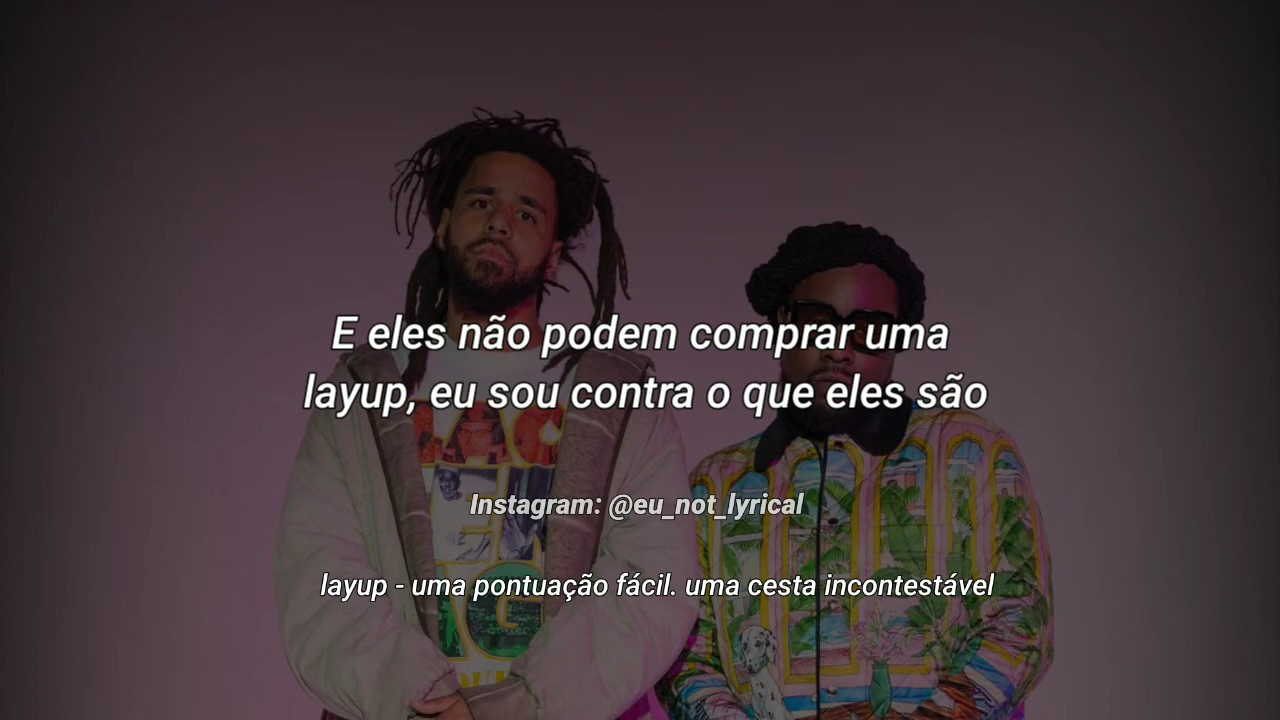 E eles não podem comprar uma
layup, eu sou contra o que eles são
Instagram: @eu_not_lyrical
layup - uma pontuação fácil. uma cesta incontestável